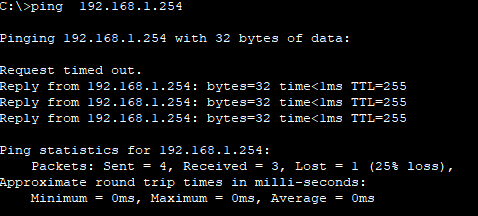 C:\>ping  192.168.1.254
Pinging 192.168.1.254 with 32 bytes of data:
Request timed out.
Reply from 192.168.1.254: bytes=32 time<1ms TTL=255
Reply from 192.168.1.254: bytes=32 time<1ms TTL=255
Reply from 192.168.1.254: bytes=32 time<1ms TTL=255
Ping statistics for 192.168.1.254:
    Packets: Sent = 4, Received = 3, Lost = 1 (25% loss),
Approximate round trip times in milli-seconds:
    Minimum = 0ms, Maximum = 0ms, Average = 0ms